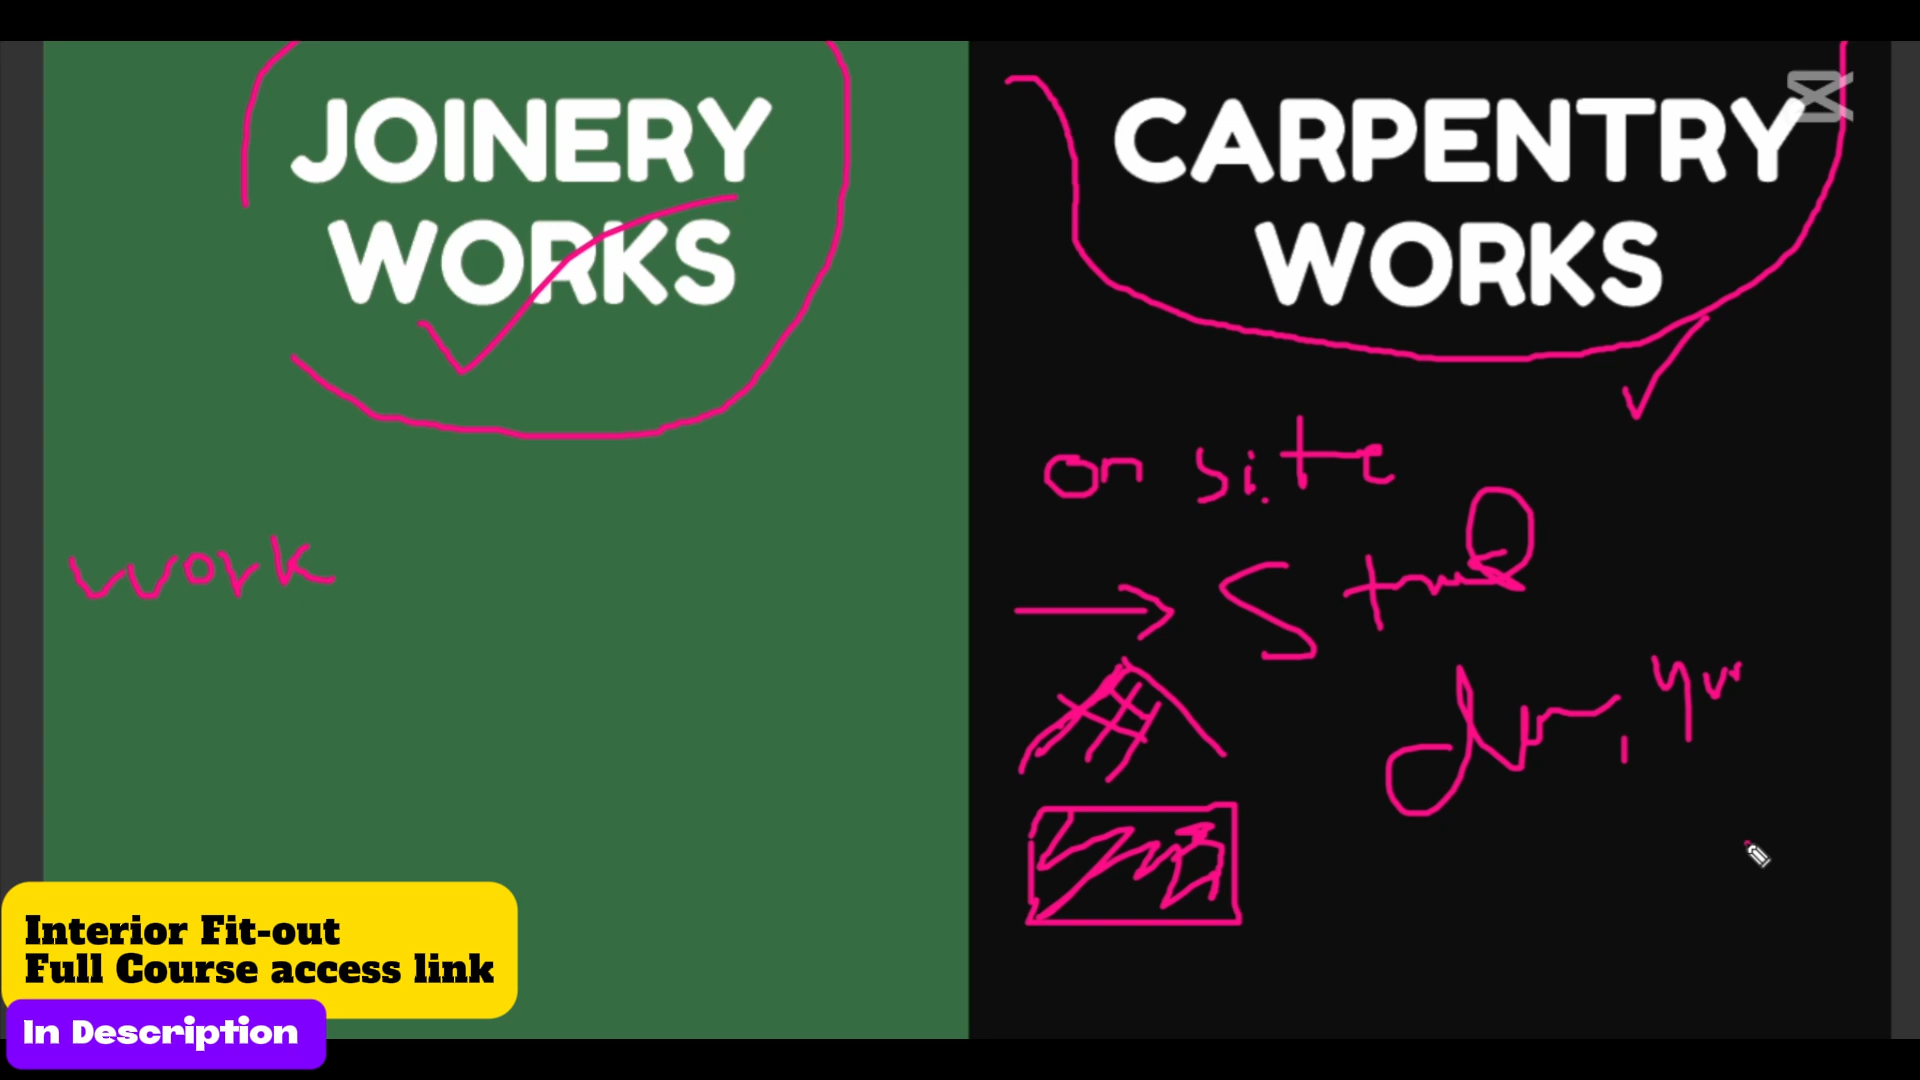 JOINERY
WORKS
work
CARPENTRY
WORKS
on site
Interior Fit-out
Full Course access link
In Description